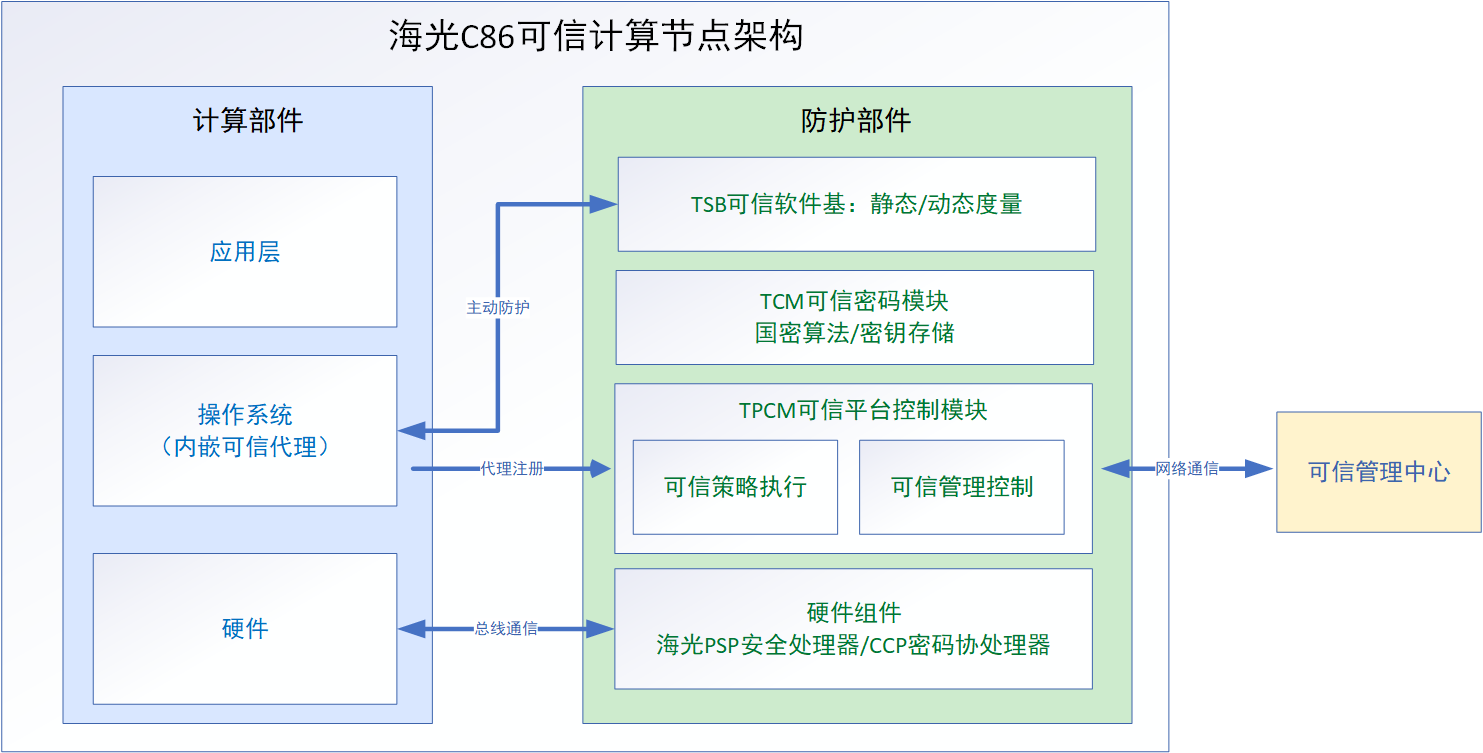 海光C86可信计算节点架构
计算部件
应用层
操作系统
（内嵌可信代理）
硬件
主动防护
代理注册
总线通信
防护部件
TSB可信软件基：静态/动态度量
TCM可信密码模块
国密算法/密钥存储
TPCM可信平台控制模块
可信策略执行
可信管理控制
硬件组件
海光PSP安全处理器/CCP密码协处理器
网络通信
可信管理中心